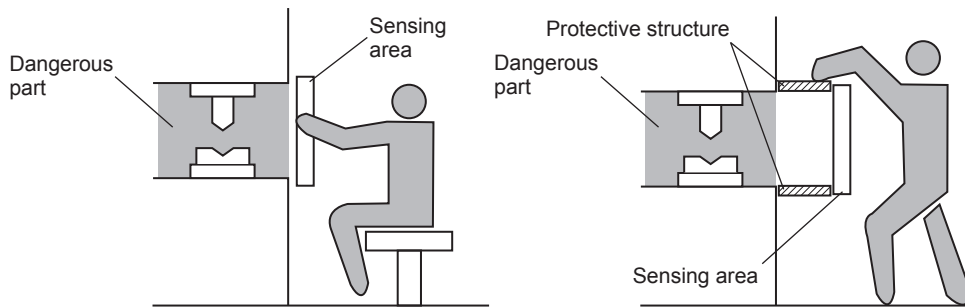 Dangerous
part
Sensing
area
Protective structure
Dangerous
part
Sensing area